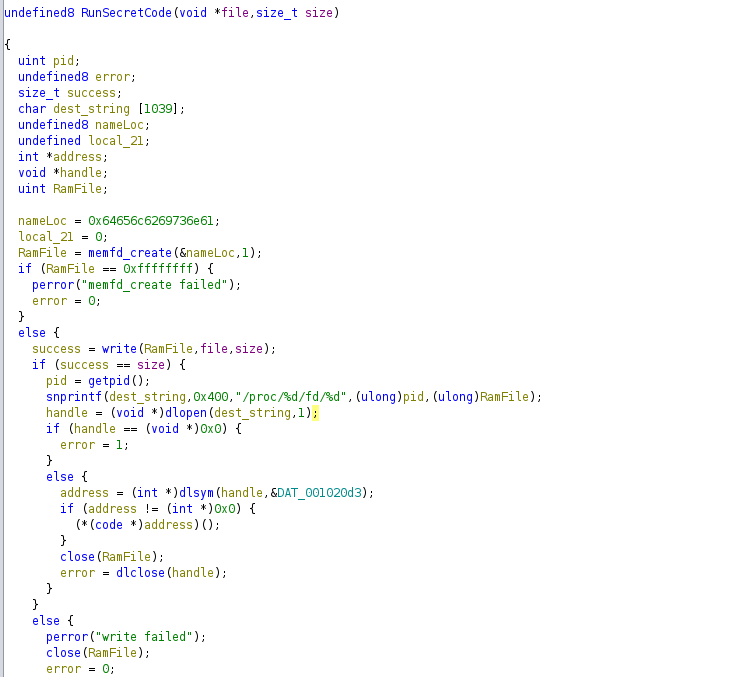 undefined8 RunSecretCode(void *file,size_t size)
{
uint pid;
undefined8 error;
size_t success;
char dest_string [1039];
undefined8 nameLoc;
undefined local_21;
int *address;
void *handle;
uint RamFile;
nameLoc = 0x64656c6269736e61;
local_21 = 0;
RamFile = memfd_create(&nameLoc,1);
if (RamFile == 0xffffffff) {
perror("memfd_create failed");
error = 0;
}
else {
success = write(RamFile,file,size);
if (success == size) {
pid = getpid();
snprintf(dest_string,0x400,"/proc/%d/fd/%d",(ulong)pid,(ulong)RamFile);
handle = (void *)dlopen(dest_string,1);
if (handle == (void *)0x0) {
error = 1;
}
else {
address = (int *)dlsym(handle,&DAT_001020d3);
if (address != (int *)0x0) {
(*(code *)address)();
}
close(RamFile);
error = dlclose(handle);
}
}
else {
perror("write failed");
close(RamFile);
error = 0;